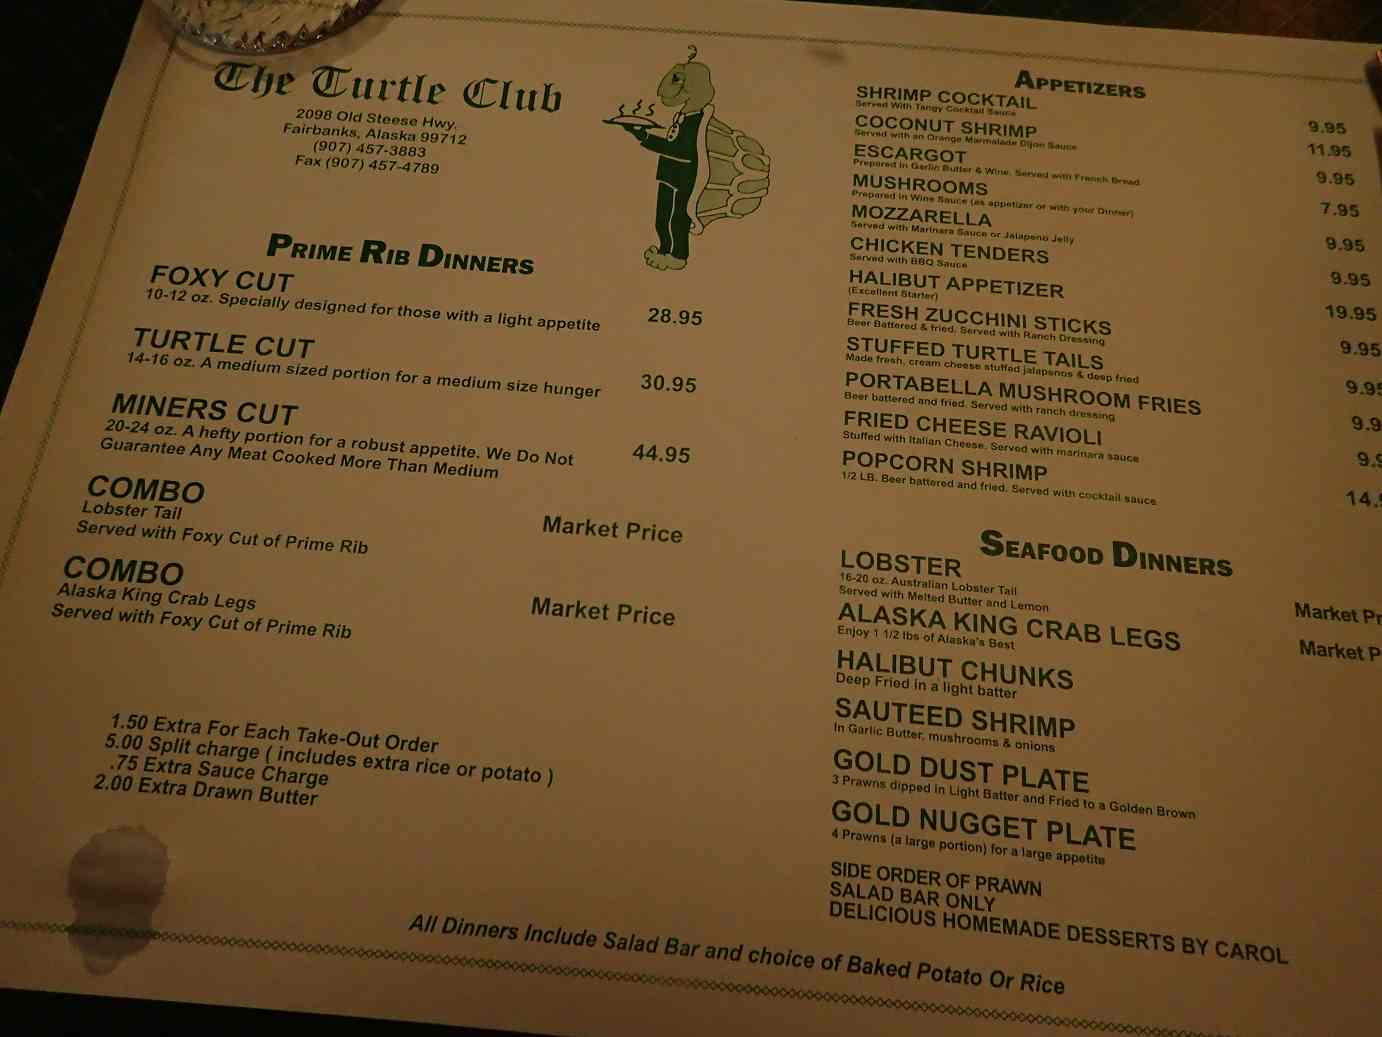 The Turtle Club
2098 Old Steese Hwy.
Fairbanks, Alaska 99712
(907) 457-3883
Fax (907) 457-4789
PRIME RIB DINNERS
FOXY CUT
10-12 oz. Specially designed for those with a light appetite 28.95
TURTLE CUT
14-16 oz. A medium sized portion for a medium size hunger 30.95
MINERS CUT
20-24 oz. A hefty portion for a robust appetite. We Do Not 44.95
Guarantee Any Meat Cooked More Than Medium
COMBO
Lobster Tail Market Price
Served with Foxy Cut of Prime Rib
COMBO
Alaska King Crab Legs Market Price
Served with Foxy Cut of Prime Rib
1.50 Extra For Each Take-Out Order
5.00 Split charge ( includes extra rice or potato )
.75 Extra Sauce Charge
2.00 Extra Drawn Butter
APPETIZERS
SHRIMP COCKTAIL 9.95
Served With Tangy Cocktail Sauce
COCONUT SHRIMP 11.95
Served with an Orange Marmalade Dijon Sauce
ESCARGOT 9.95
Prepared in Garlic Butter & Wine. Served with French Bread
MUSHROOMS 7.95
Prepared in Wine Sauce (as appetizer or with your Dinner)
MOZZARELLA 9.95
Served with Marinara Sauce or Jalapeno Jelly
CHICKEN TENDERS 9.95
Served with BBQ Sauce
HALIBUT APPETIZER 19.95
(Excellent Starter)
FRESH ZUCCHINI STICKS 9.95
Beer Battered & fried. Served with Ranch Dressing
STUFFED TURTLE TAILS 9.95
Made fresh, cream cheese stuffed jalapenos & deep fried
PORTABELLA MUSHROOM FRIES 9.9
Beer battered and fried. Served with ranch dressing
FRIED CHEESE RAVIOLI 9.9
Stuffed with Italian Cheese. Served with marinara sauce
POPCORN SHRIMP 14.
1/2 LB. Beer battered and fried. Served with cocktail sauce
SEAFOOD DINNERS
LOBSTER Market Pr
16-20 oz. Australian Lobster Tail
Served with Melted Butter and Lemon
ALASKA KING CRAB LEGS Market P
Enjoy 1 1/2 lbs of Alaska's Best
HALIBUT CHUNKS
Deep Fried in a light batter
SAUTEED SHRIMP
In Garlic Butter, mushrooms & onions
GOLD DUST PLATE
3 Prawns dipped in Light Batter and Fried to a Golden Brown
GOLD NUGGET PLATE
4 Prawns (a large portion) for a large appetite
SIDE ORDER OF PRAWN
SALAD BAR ONLY
DELICIOUS HOMEMADE DESSERTS BY CAROL
All Dinners Include Salad Bar and choice of Baked Potato Or Rice